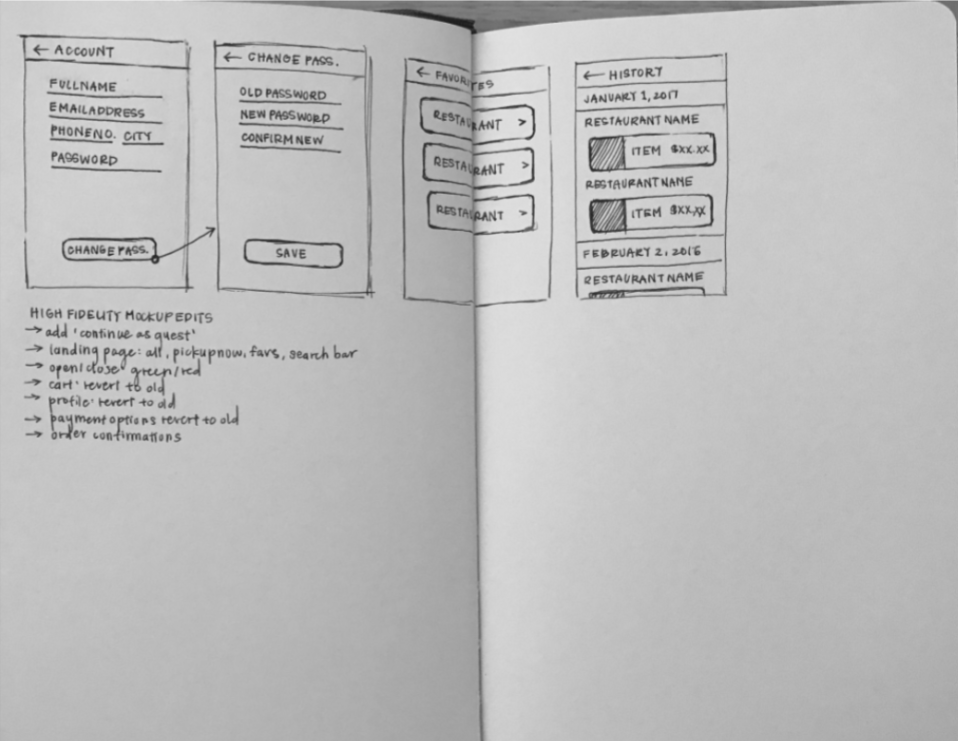 ← ACCOUNT
FULLNAME
EMAILADDRESS
PHONENO. CITY
PASSWORD
CHANGE PASS.
← CHANGE PASS.
OLD PASSWORD
NEW PASSWORD
CONFIRM NEW
SAVE
← FAVORITES
RESTAURANT >
RESTAURANT >
RESTAURANT >
← HISTORY
JANUARY 1, 2017
RESTAURANT NAME
ITEM $XX.XX
RESTAURANT NAME
ITEM $XX.XX
FEBRUARY 2, 2016
RESTAURANT NAME
HIGH FIDELITY MOCKUP EDITS
→ add 'continue as guest'
→ landing page: all, pickup now, favs, search bar
→ open/close: green/red
→ cart: revert to old
→ profile: revert to old
→ payment options revert to old
→ order confirmations